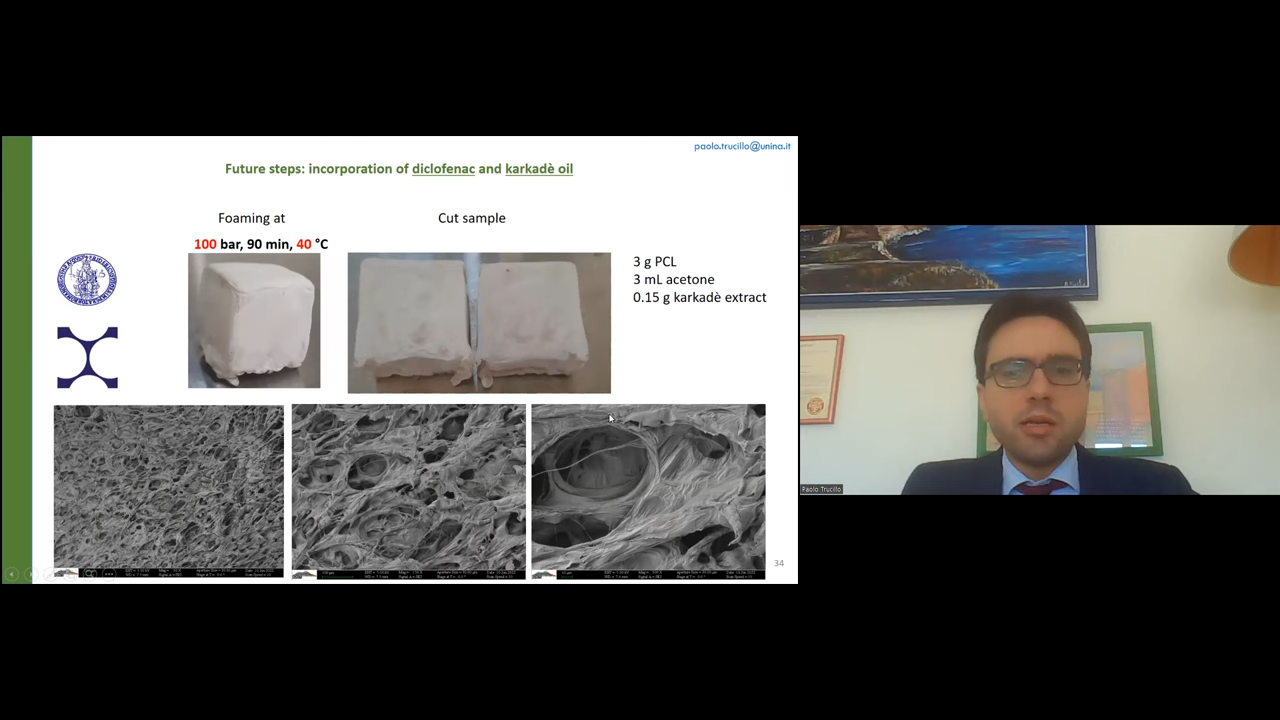 paolo.trucillo@unina.it
Future steps: incorporation of diclofenac and karkadè oil
Foaming at
100 bar, 90 min, 40 °C
Cut sample
3 g PCL
3 mL acetone
0.15 g karkadè extract
34
Paolo Trucillo